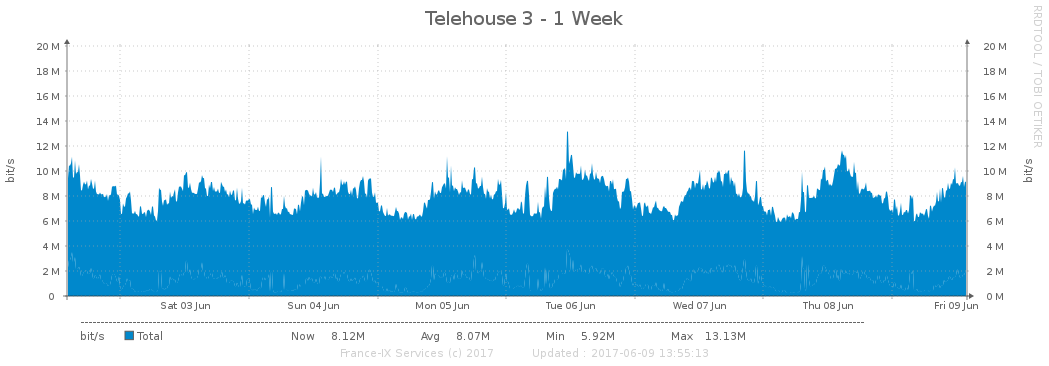 Telehouse 3 - 1 Week
RRDTOOL / TOBI OETIKER
20 M 20 M
18 M 18 M
16 M 16 M
14 M 14 M
12 M 12 M
10 M 10 M
8 M 8 M
6 M 6 M
4 M 4 M
2 M 2 M
0 0 M
bit/s
bit/s
Sat 03 Jun Sun 04 Jun Mon 05 Jun Tue 06 Jun Wed 07 Jun Thu 08 Jun Fri 09 Jun
bit/s Total Now 8.12M Avg 8.07M Min 5.92M Max 13.13M
France-IX Services (c) 2017 Updated : 2017-06-09 13:55:13